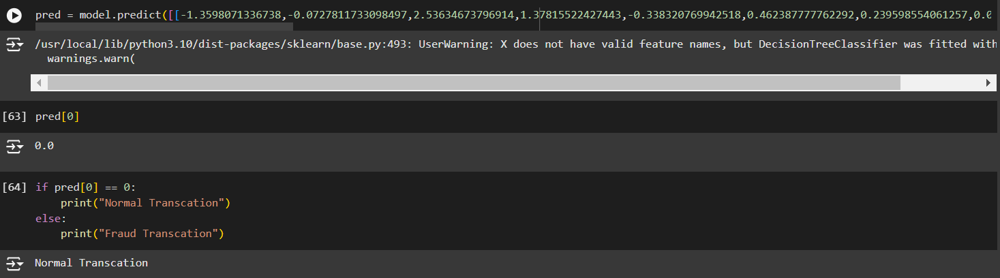 pred = model.predict([[-1.3598071336738,-0.0727811733098497,2.53634673796914,1.37815522427443,-0.338320769942518,0.462387777762292,0.239598554061257,0.0
/usr/local/lib/python3.10/dist-packages/sklearn/base.py:493: UserWarning: X does not have valid feature names, but DecisionTreeClassifier was fitted with
warnings.warn(
[63] pred[0]
0.0
[64] if pred[0] == 0:
print("Normal Transcation")
else:
print("Fraud Transcation")
Normal Transcation